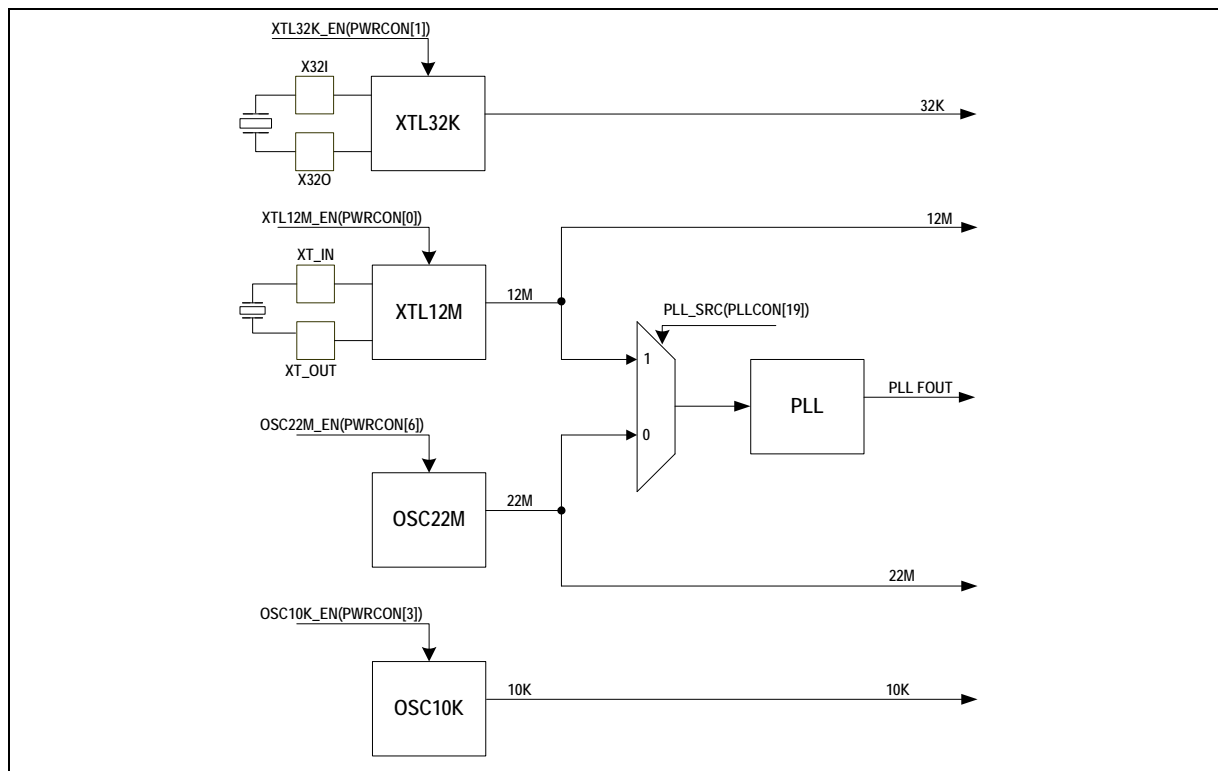 XTL32K_EN(PWRCON[1])
X32I
XTL32K
32K
X32O
XTL12M_EN(PWRCON[0])
12M
XT_IN
XTL12M
12M
PLL_SRC(PLLCON[19])
XT_OUT
1
PLL
PLL FOUT
OSC22M_EN(PWRCON[6])
0
OSC22M
22M
22M
OSC10K_EN(PWRCON[3])
OSC10K
10K
10K